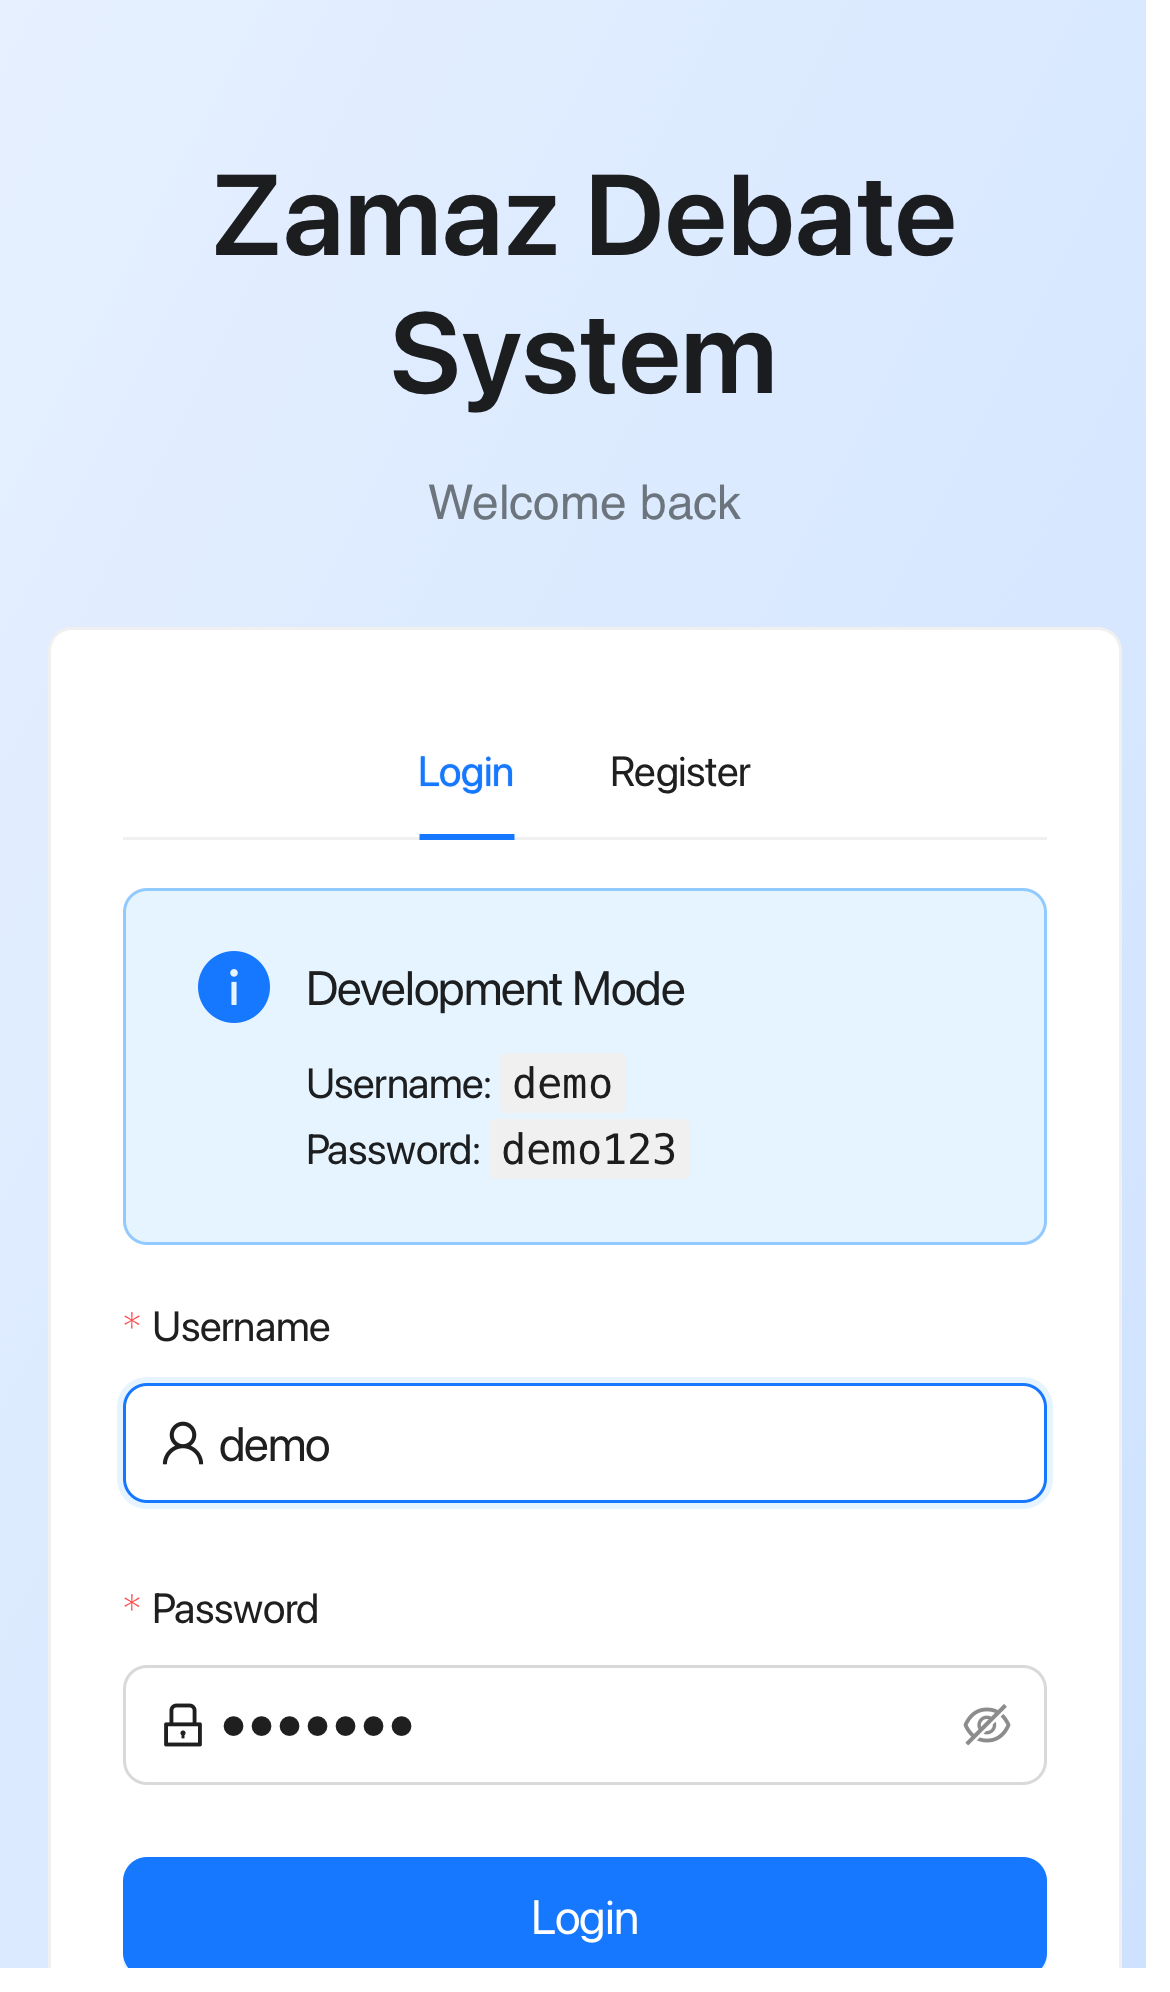 Zamaz Debate
System
Welcome back
Login Register
Development Mode
Username: demo
Password: demo123
* Username
demo
* Password
•••••••
Login